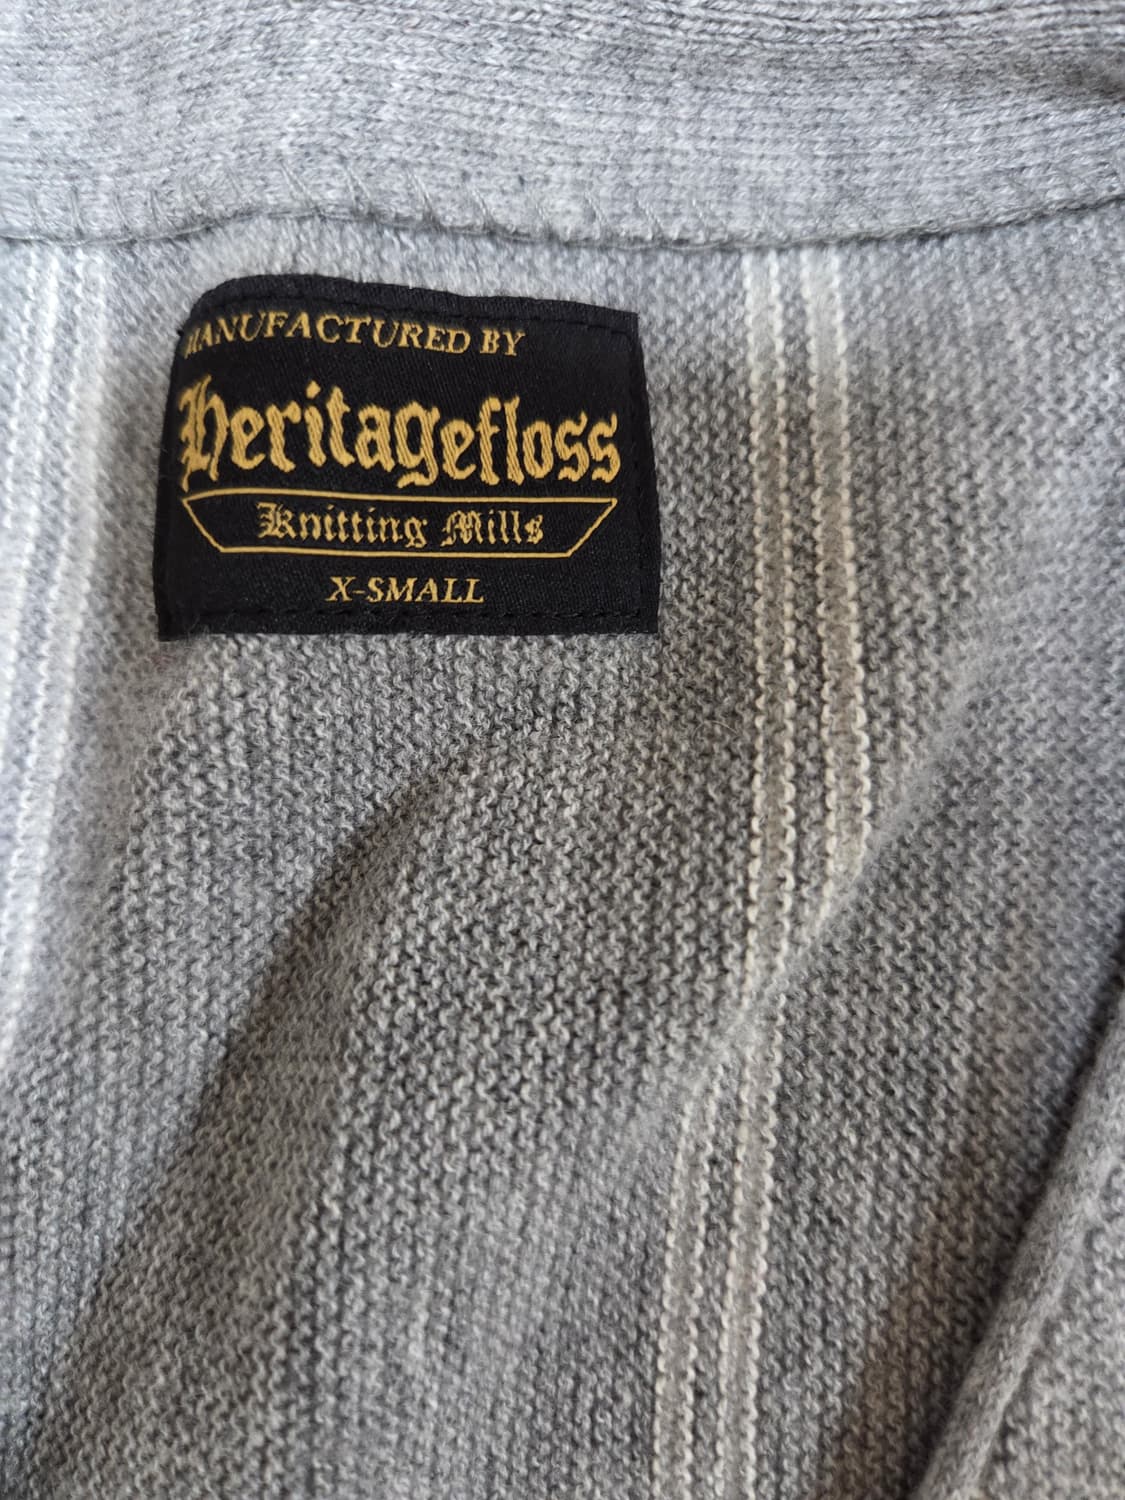 MANUFACTURED BY
Heritagefloss
Knitting Mills
X-SMALL